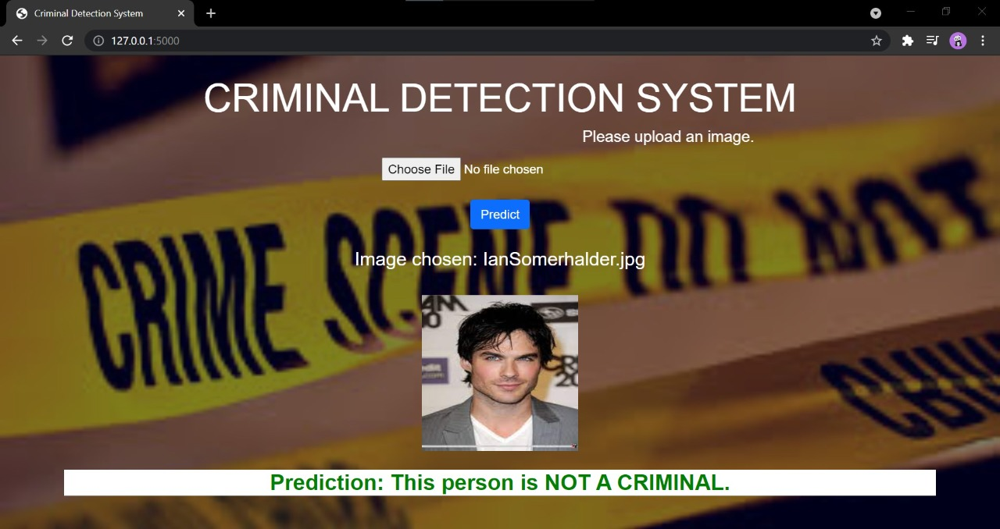 Criminal Detection System
127.0.0.1:5000
CRIMINAL DETECTION SYSTEM
Please upload an image.
Choose File No file chosen
Predict
CRIME SCENE DO NOT
Image chosen: IanSomerhalder.jpg
Prediction: This person is NOT A CRIMINAL.